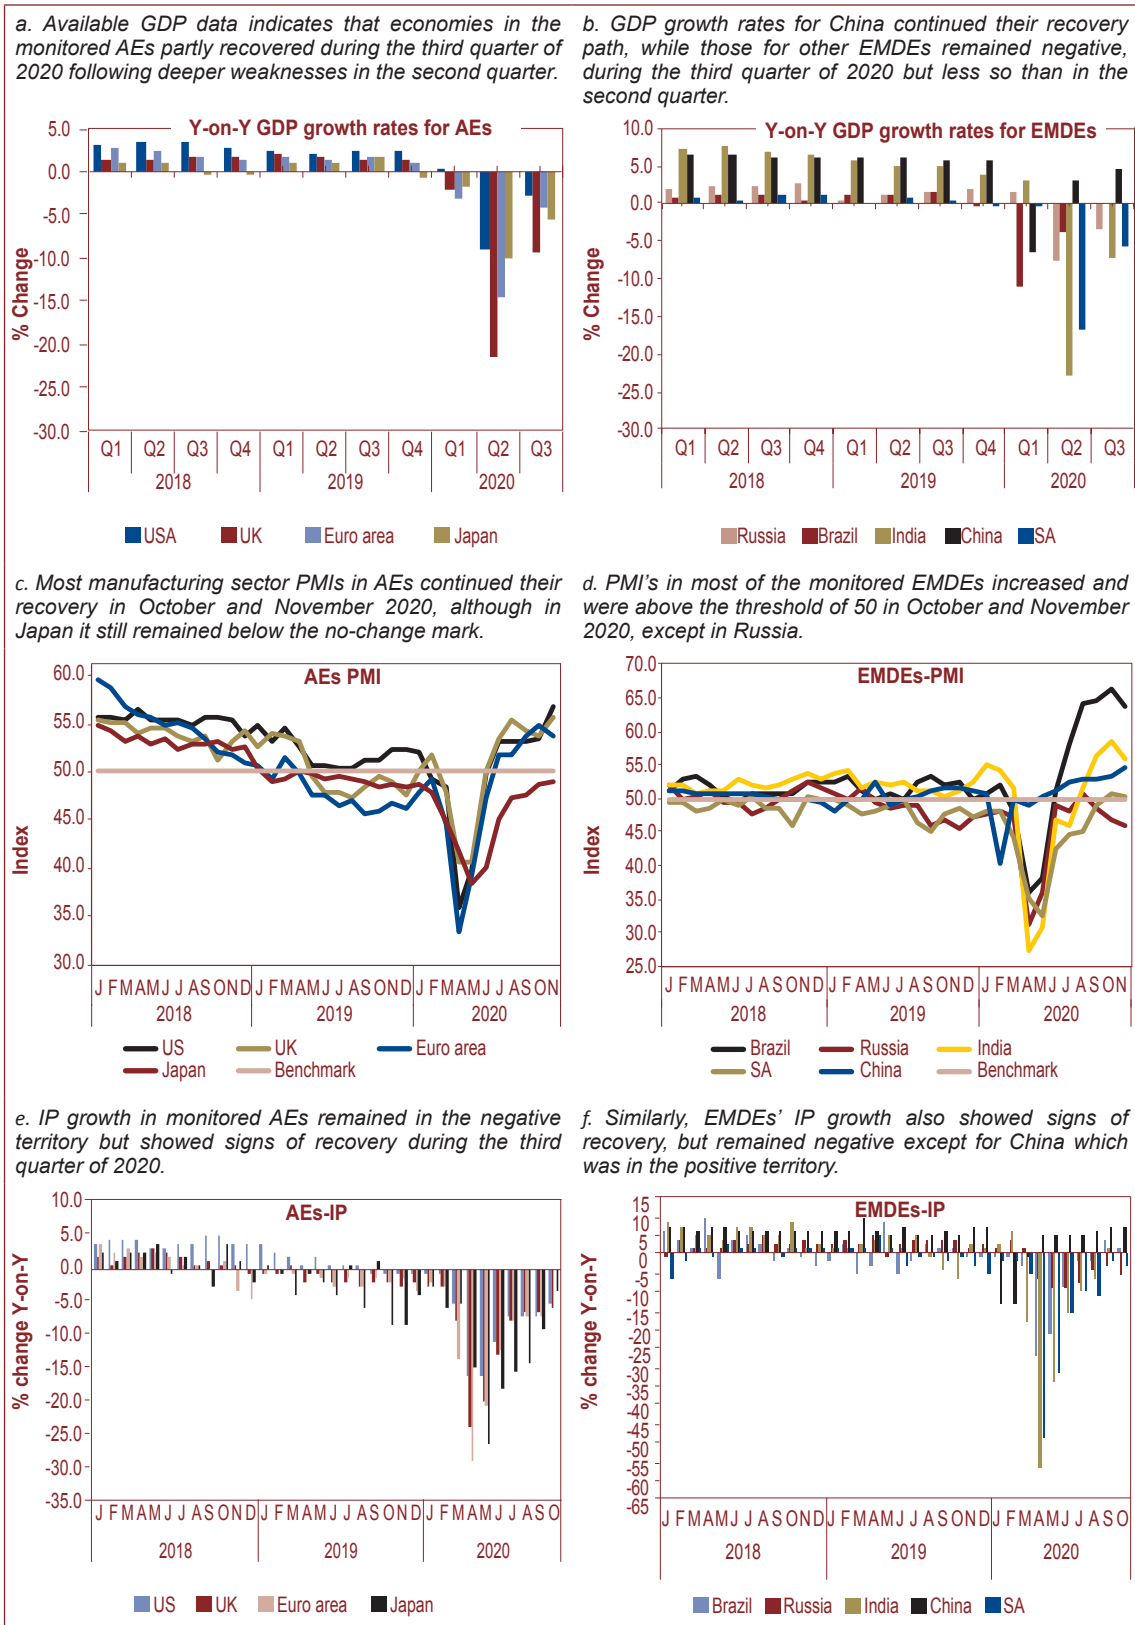 a. Available GDP data indicates that economies in the
monitored AEs partly recovered during the third quarter of
2020 following deeper weaknesses in the second quarter.
Y-on-Y GDP growth rates for AEs
% Change
5.0
0.0
-5.0
-10.0
-15.0
-20.0
-25.0
-30.0
Q1 Q2 Q3 Q4 Q1 Q2 Q3 Q4 Q1 Q2 Q3
2018 2019 2020
USA UK Euro area Japan
b. GDP growth rates for China continued their recovery
path, while those for other EMDEs remained negative,
during the third quarter of 2020 but less so than in the
second quarter.
Y-on-Y GDP growth rates for EMDEs
% Change
10.0
5.0
0.0
-5.0
-10.0
-15.0
-20.0
-25.0
-30.0
Q1 Q2 Q3 Q4 Q1 Q2 Q3 Q4 Q1 Q2 Q3
2018 2019 2020
Russia Brazil India China SA
c. Most manufacturing sector PMIs in AEs continued their
recovery in October and November 2020, although in
Japan it still remained below the no-change mark.
AEs PMI
Index
60.0
55.0
50.0
45.0
40.0
35.0
30.0
J F M A M J J A S O N D J F M A M J J A S O N D J F M A M J J A S O N
2018 2019 2020
US UK Euro area
Japan Benchmark
d. PMI's in most of the monitored EMDEs increased and
were above the threshold of 50 in October and November
2020, except in Russia.
EMDEs-PMI
Index
70.0
65.0
60.0
55.0
50.0
45.0
40.0
35.0
30.0
25.0
J F M A M J J A S O N D J F M A M J J A S O N D J F M A M J J A S O N
2018 2019 2020
Brazil Russia India
SA China Benchmark
e. IP growth in monitored AEs remained in the negative
territory but showed signs of recovery during the third
quarter of 2020.
AEs-IP
% change Y-on-Y
10.0
5.0
0.0
-5.0
-10.0
-15.0
-20.0
-25.0
-30.0
-35.0
J F M A M J J A S O N D J F M A M J J A S O N D J F M A M J J A S O
2018 2019 2020
US UK Euro area Japan
f. Similarly, EMDEs' IP growth also showed signs of
recovery, but remained negative except for China which
was in the positive territory.
EMDEs-IP
% change Y-on-Y
15
10
5
0
-5
-10
-15
-20
-25
-30
-35
-40
-45
-50
-55
-60
-65
J F M A M J J A S O N D J F M A M J J A S O N D J F M A M J J A S O
2018 2019 2020
Brazil Russia India China SA